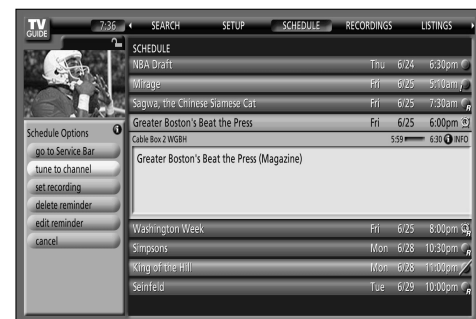 TV
GUIDE
7:36
SEARCH
SETUP
SCHEDULE
RECORDINGS
LISTINGS
SCHEDULE
NBA Draft Thu 6/24 6:30pm
Mirage Fri 6/25 5:10am
Sagwa, the Chinese Siamese Cat Fri 6/25 7:30am R
Greater Boston's Beat the Press Fri 6/25 6:00pm
Cable Box 2 WGBH 5:59 6:30 i INFO
Greater Boston's Beat the Press (Magazine)
Schedule Options i
go to Service Bar
tune to channel
set recording
delete reminder
edit reminder
cancel
Washington Week Fri 6/25 8:00pm R
Simpsons Mon 6/28 10:30pm R
King of the Hill Mon 6/28 11:00pm
Seinfeld Tue 6/29 10:00pm R